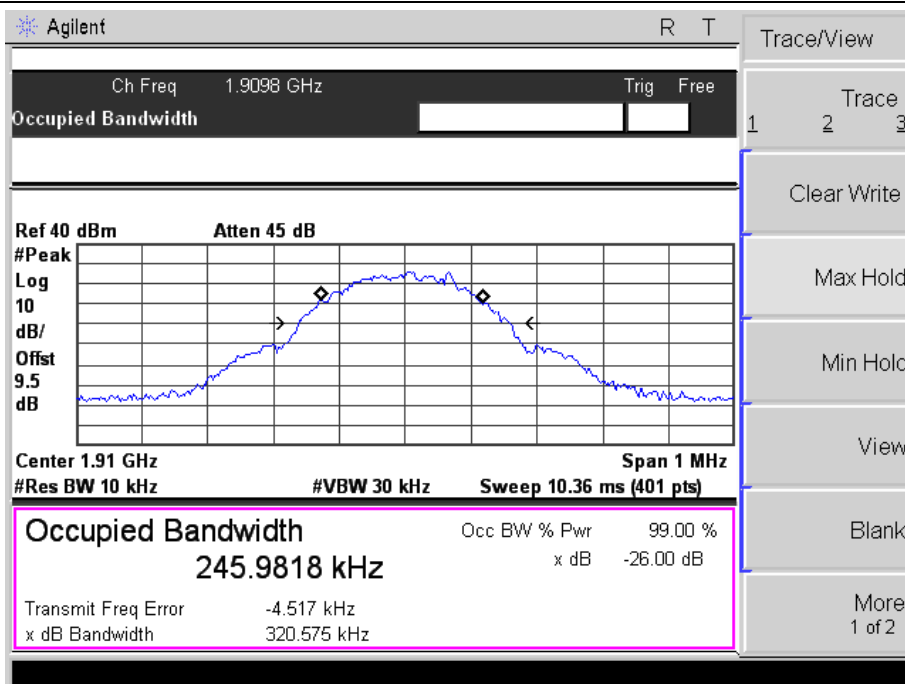 Agilent R T
Trace/View
Ch Freq 1.9098 GHz Trig Free
Occupied Bandwidth
Trace
1 2 3
Clear Write
Ref 40 dBm Atten 45 dB
#Peak
Log
10
dB/
Offst
9.5
dB
Max Hold
Min Hold
Center 1.91 GHz Span 1 MHz
#Res BW 10 kHz #VBW 30 kHz Sweep 10.36 ms (401 pts)
View
Occupied Bandwidth
245.9818 kHz
Occ BW % Pwr 99.00 %
x dB -26.00 dB
Transmit Freq Error -4.517 kHz
x dB Bandwidth 320.575 kHz
Blank
More
1 of 2